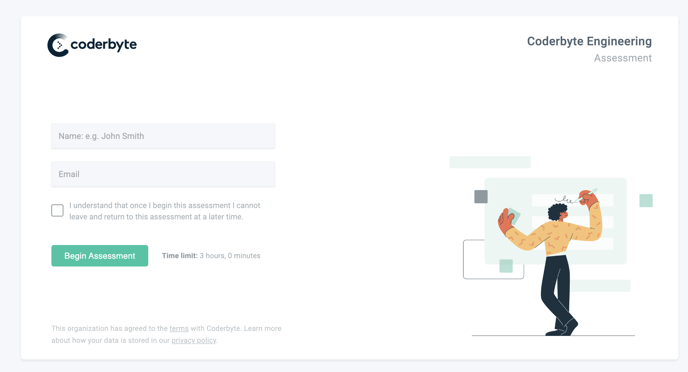 coderbyte
Coderbyte Engineering
Assessment
Name: e.g. John Smith
Email
I understand that once I begin this assessment I cannot
leave and return to this assessment at a later time.
Begin Assessment
Time limit: 3 hours, 0 minutes
This organization has agreed to the terms with Coderbyte. Learn more
about how your data is stored in our privacy policy.